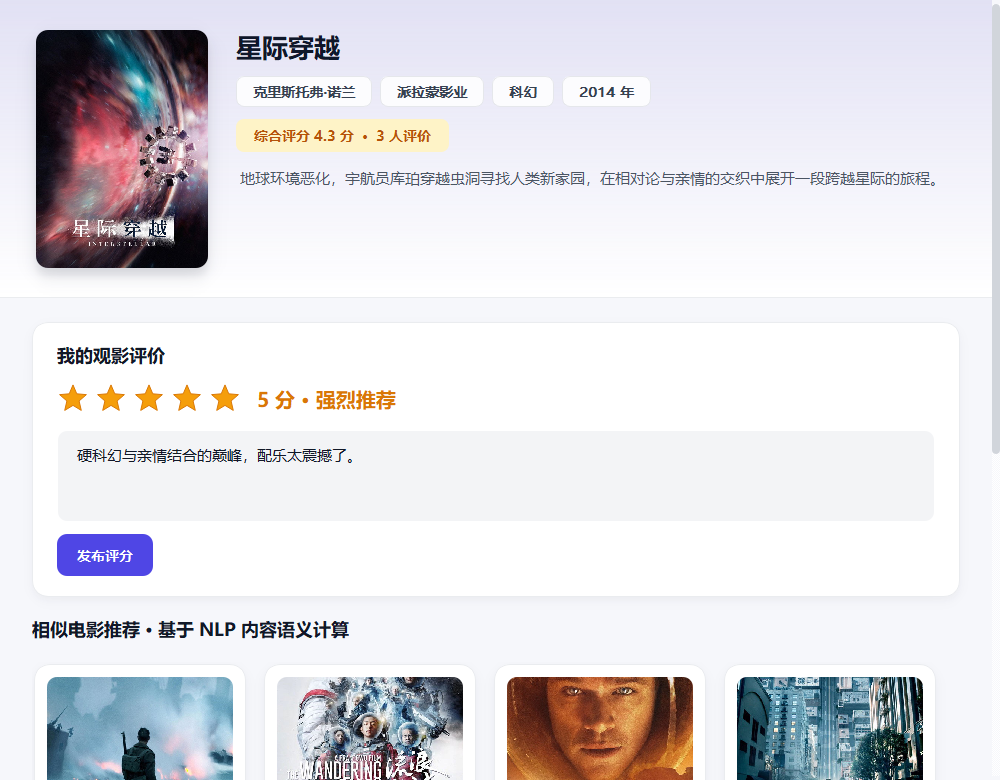 星际穿越
克里斯托弗·诺兰 派拉蒙影业 科幻 2014 年
综合评分 4.3 分 • 3 人评价
地球环境恶化，宇航员库珀穿越虫洞寻找人类新家园，在相对论与亲情的交织中展开一段跨越星际的旅程。
星际穿越
INTERSTELLAR
我的观影评价
5 分 • 强烈推荐
硬科幻与亲情结合的巅峰，配乐太震撼了。
发布评分
相似电影推荐 • 基于 NLP 内容语义计算
THE WANDERING
流浪